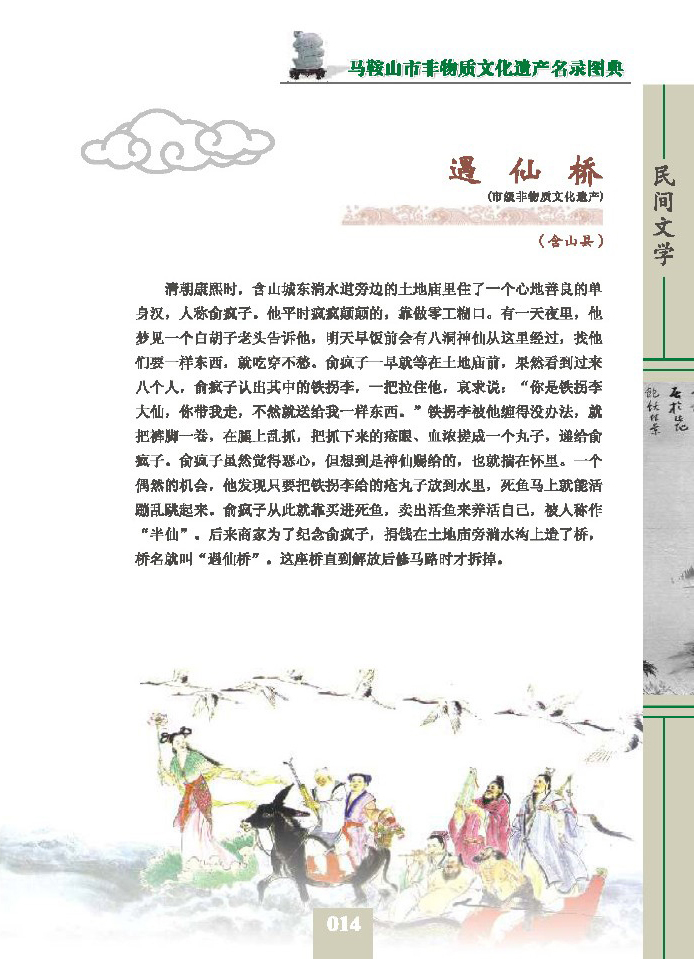 马鞍山市非物质文化遗产名录图典
遇仙桥
(市级非物质文化遗产)
（含山县）
清朝康熙时，含山城东滴水道旁边的土地庙里住了一个心地善良的单
身汉，人称俞疯子。他平时疯疯颠颠的，靠做零工糊口。有一天夜里，他
梦见一个白胡子老头告诉他，明天早饭前会有八洞神仙从这里经过，找他
们要一样东西，就吃穿不愁。俞疯子一早就等在土地庙前，果然看到过来
八个人，俞疯子认出其中的铁拐李，一把拉住他，哀求说：“你是铁拐李
大仙，你带我走，不然就送给我一样东西。”铁拐李被他缠得没办法，就
把裤脚一卷，在腿上乱抓，把抓下来的疮眼、血浓搓成一个丸子，递给俞
疯子。俞疯子虽然觉得恶心，但想到是神仙赐给的，也就揣在怀里。一个
偶然的机会，他发现只要把铁拐李给的疮丸子放到水里，死鱼马上就能活
蹦乱跳起来。俞疯子从此就靠买进死鱼，卖出活鱼来养活自己，被人称作
“半仙”。后来商家为了纪念俞疯子，捐钱在土地庙旁淌水沟上造了桥，
桥名就叫“遇仙桥”。这座桥直到解放后修马路时才拆掉。
民间文学
014